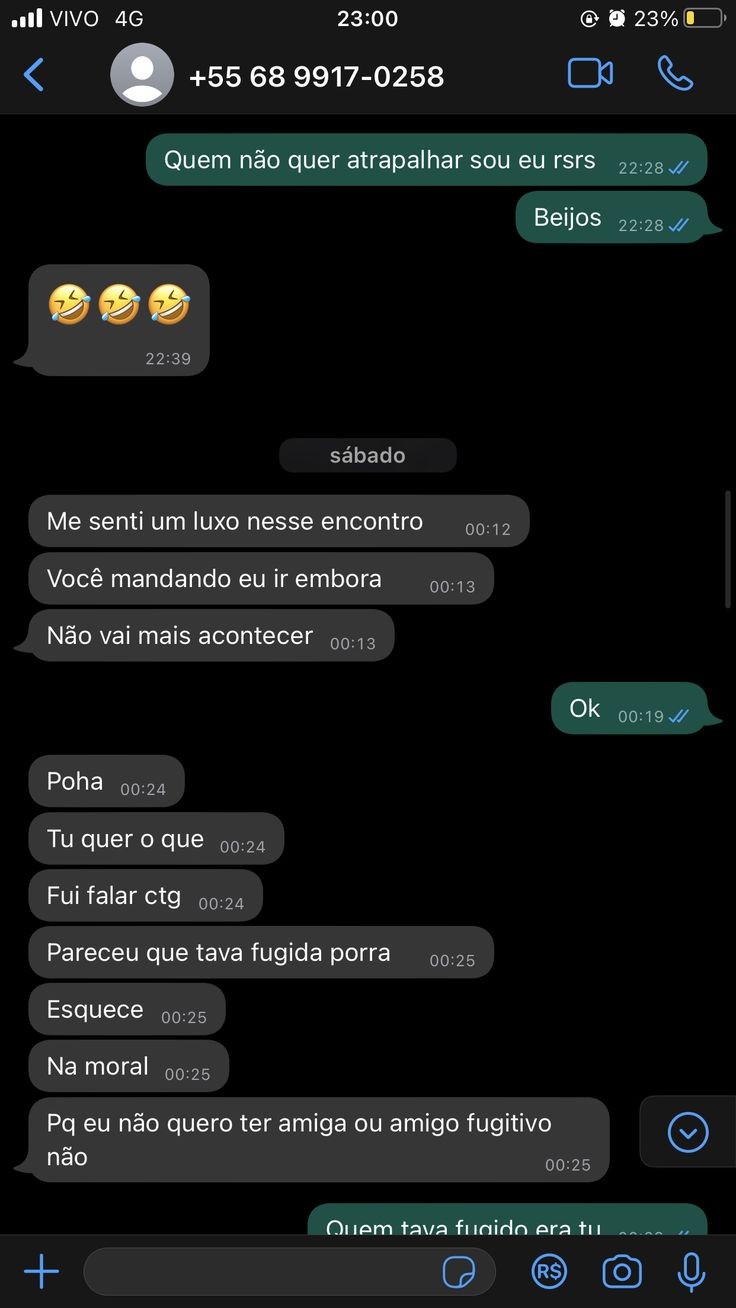 VIVO 4G 23:00 23%
+55 68 9917-0258
Quem não quer atrapalhar sou eu rsrs 22:28
Beijos 22:28
🤣🤣🤣
22:39
sábado
Me senti um luxo nesse encontro 00:12
Você mandando eu ir embora 00:13
Não vai mais acontecer 00:13
Ok 00:19
Poha 00:24
Tu quer o que 00:24
Fui falar ctg 00:24
Pareceu que tava fugida porra 00:25
Esquece 00:25
Na moral 00:25
Pq eu não quero ter amiga ou amigo fugitivo
não 00:25
Quem tava fugido era tu
R$